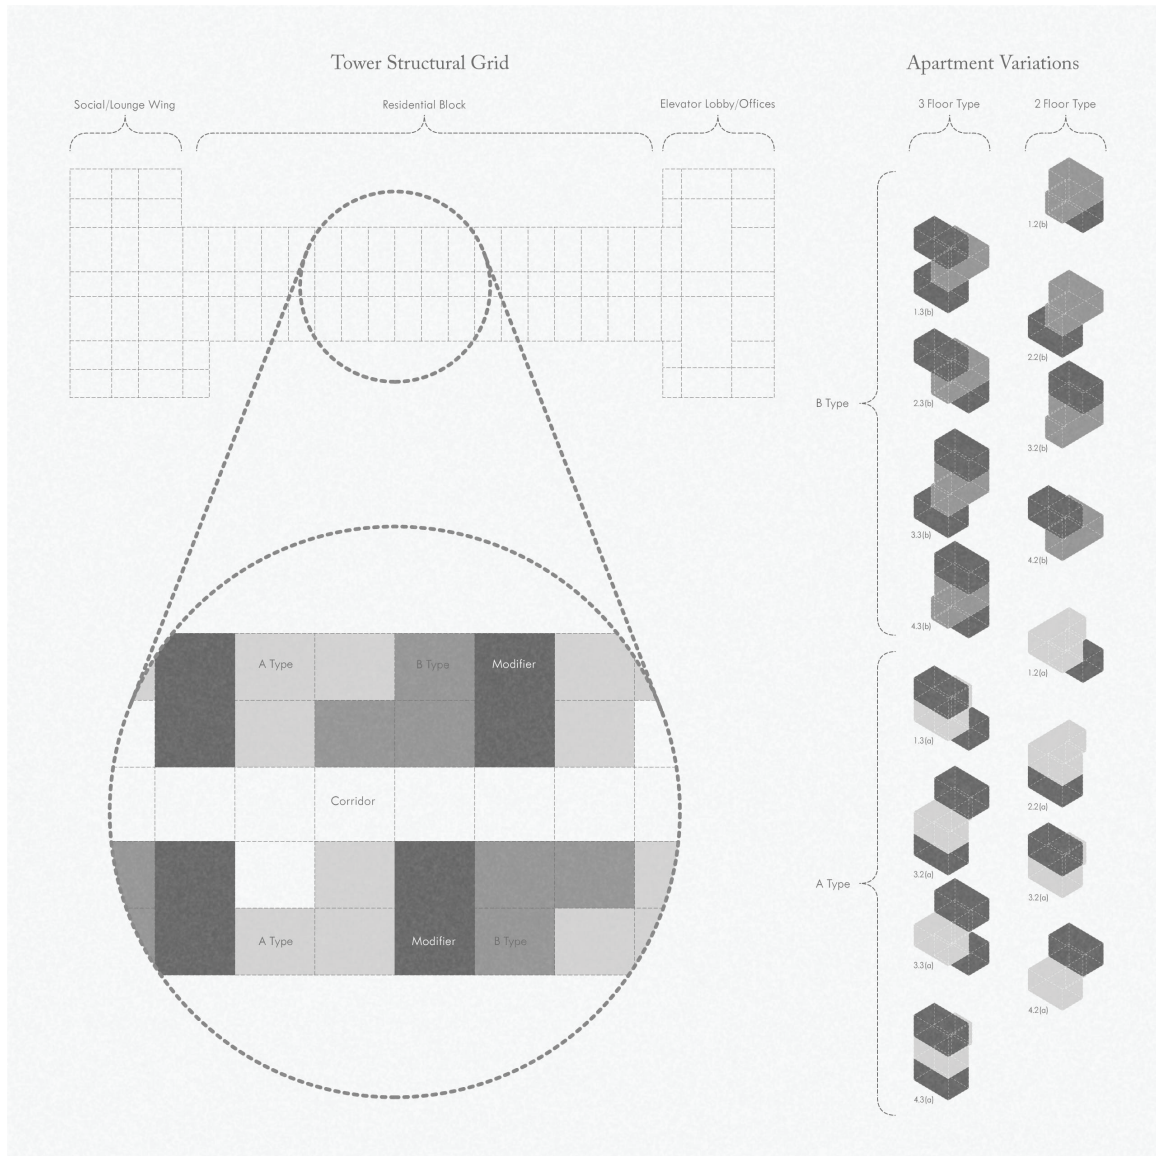 Tower Structural Grid
Apartment Variations
Social/Lounge Wing
Residential Block
Elevator Lobby/Offices
3 Floor Type
2 Floor Type
1.2(b)
1.3(b)
2.2(b)
2.3(b)
B Type
3.2(b)
3.3(b)
4.2(b)
4.3(b)
1.2(a)
A Type
B Type
Modifier
1.3(a)
2.2(a)
Corridor
3.2(a)
A Type
3.2(a)
A Type
Modifier
B Type
3.3(a)
4.2(a)
4.3(a)